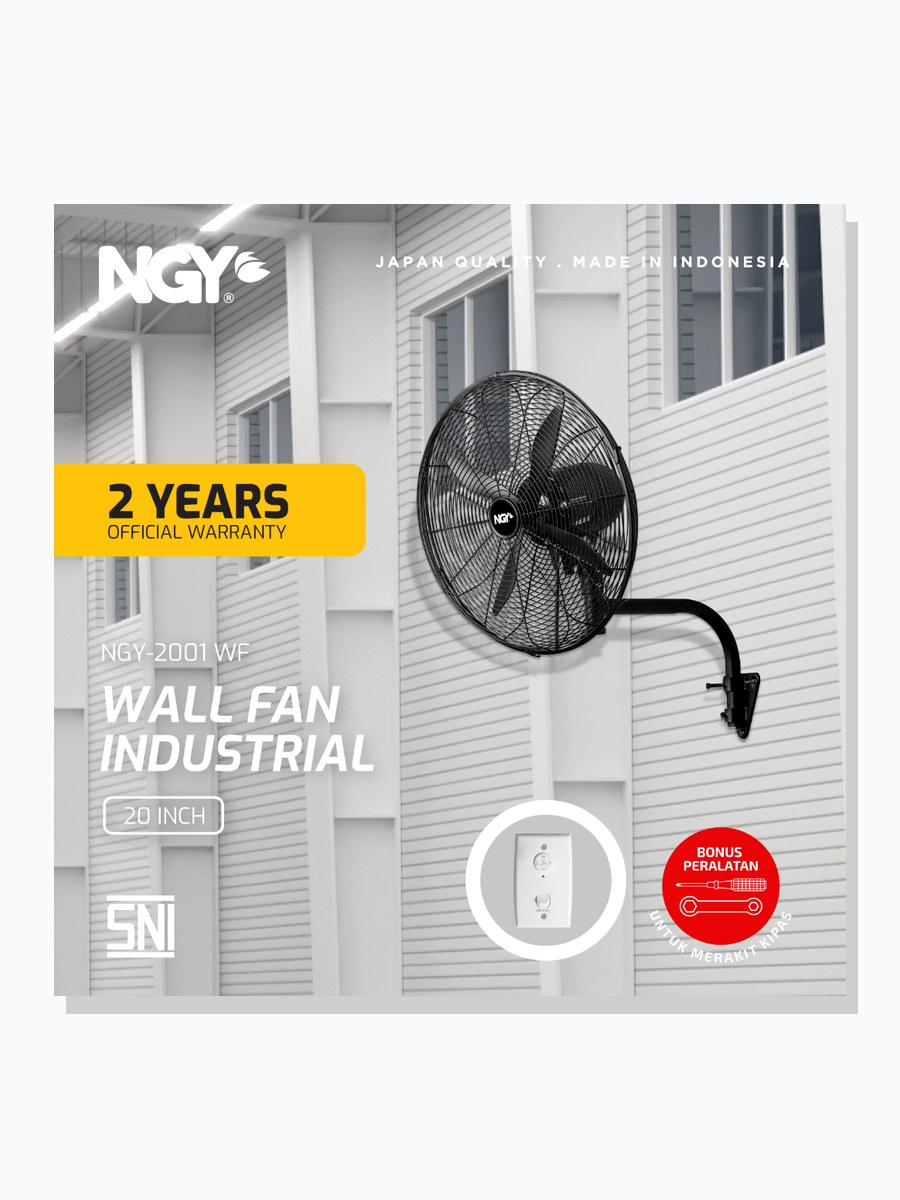 NGY®
JAPAN QUALITY . MADE IN INDONESIA
2 YEARS
OFFICIAL WARRANTY
NGY
NGY-2001 WF
WALL FAN
INDUSTRIAL
20 INCH
SNI
BONUS
PERALATAN
UNTUK MERAKIT KIPAS